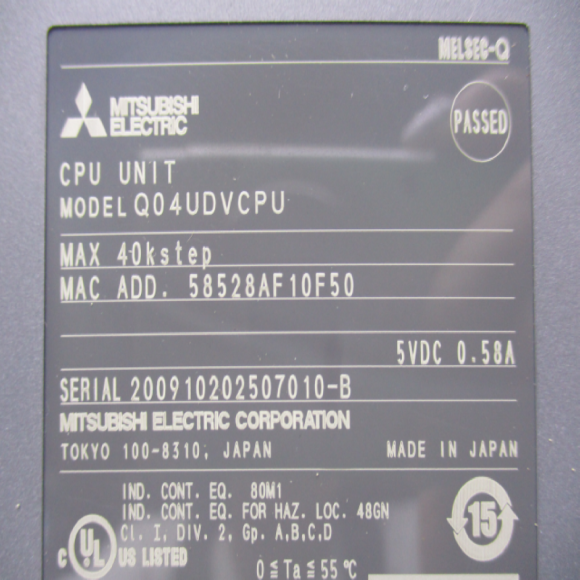 MELSEC-Q
MITSUBISHI
ELECTRIC
PASSED
CPU UNIT
MODEL Q04UDVCPU
MAX 40kstep
MAC ADD. 58528AF10F50
5VDC 0.58A
SERIAL 200910202507010-B
MITSUBISHI ELECTRIC CORPORATION
TOKYO 100-8310, JAPAN MADE IN JAPAN
IND. CONT. EQ. 80M1
IND. CONT. EQ. FOR HAZ. LOC. 48GN
Cl. I, DIV. 2, Gp. A,B,C,D
c UL US LISTED
15
0≦Ta≦55℃